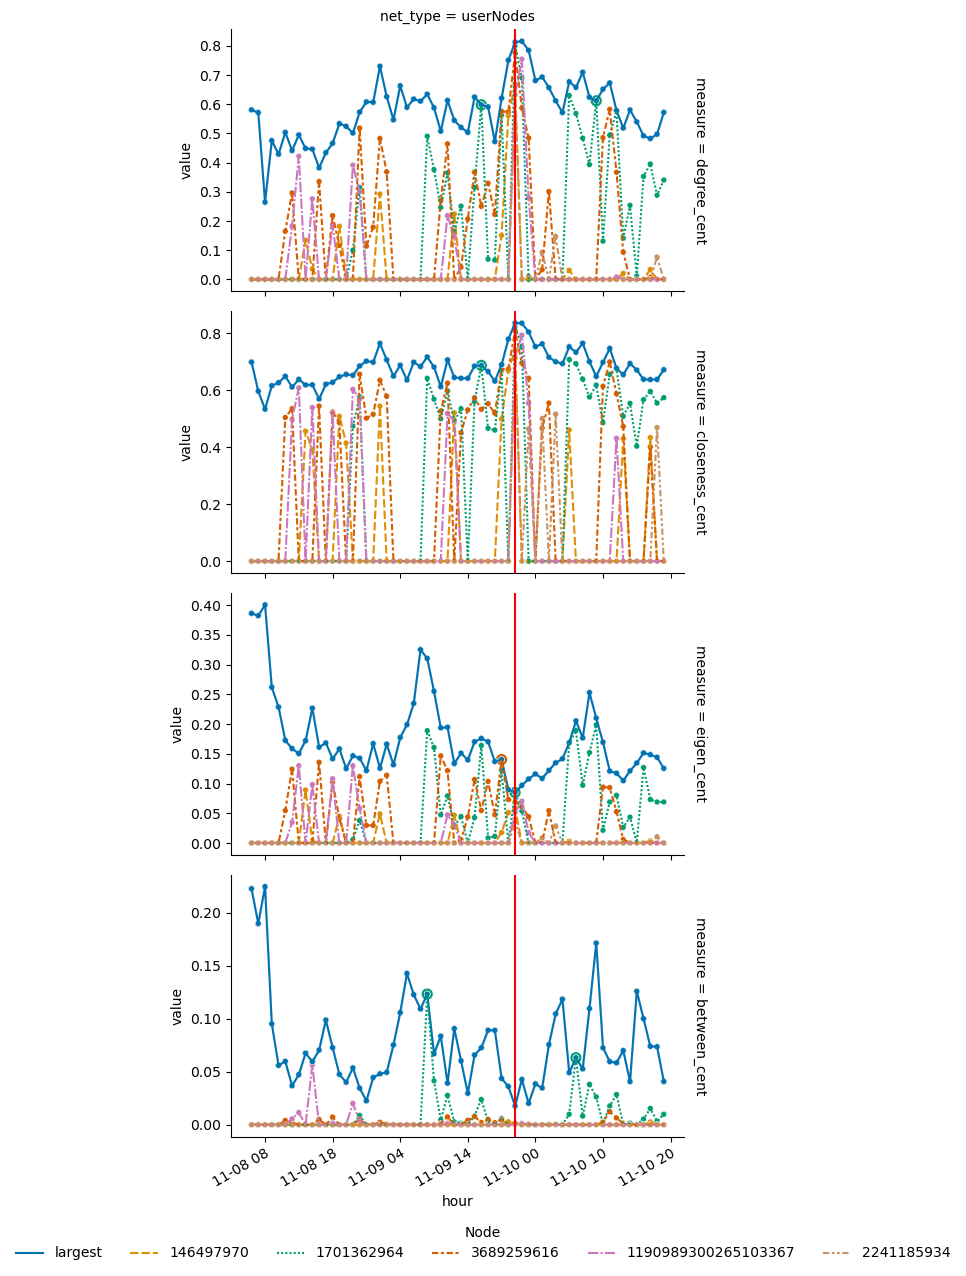 net_type = userNodes
0.8
0.7
0.6
0.5
0.4
0.3
0.2
0.1
0.0
value
measure = degree_cent
0.8
0.6
0.4
0.2
0.0
value
measure = closeness_cent
0.40
0.35
0.30
0.25
0.20
0.15
0.10
0.05
0.00
value
measure = eigen_cent
0.20
0.15
0.10
0.05
0.00
value
measure = between_cent
11-08 08
11-08 18
11-09 04
11-09 14
11-10 00
11-10 10
11-10 20
hour
Node
largest 146497970 1701362964 3689259616 1190989300265103367 2241185934